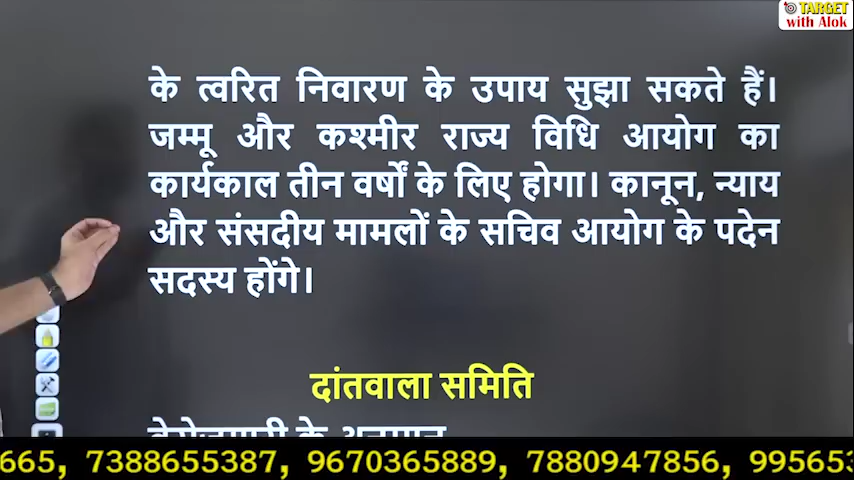 TARGET
with Alok
के त्वरित निवारण के उपाय सुझा सकते हैं।
जम्मू और कश्मीर राज्य विधि आयोग का
कार्यकाल तीन वर्षों के लिए होगा। कानून, न्याय
और संसदीय मामलों के सचिव आयोग के पदेन
सदस्य होंगे।
दांतवाला समिति
665, 7388655387, 9670365889, 7880947856, 995653